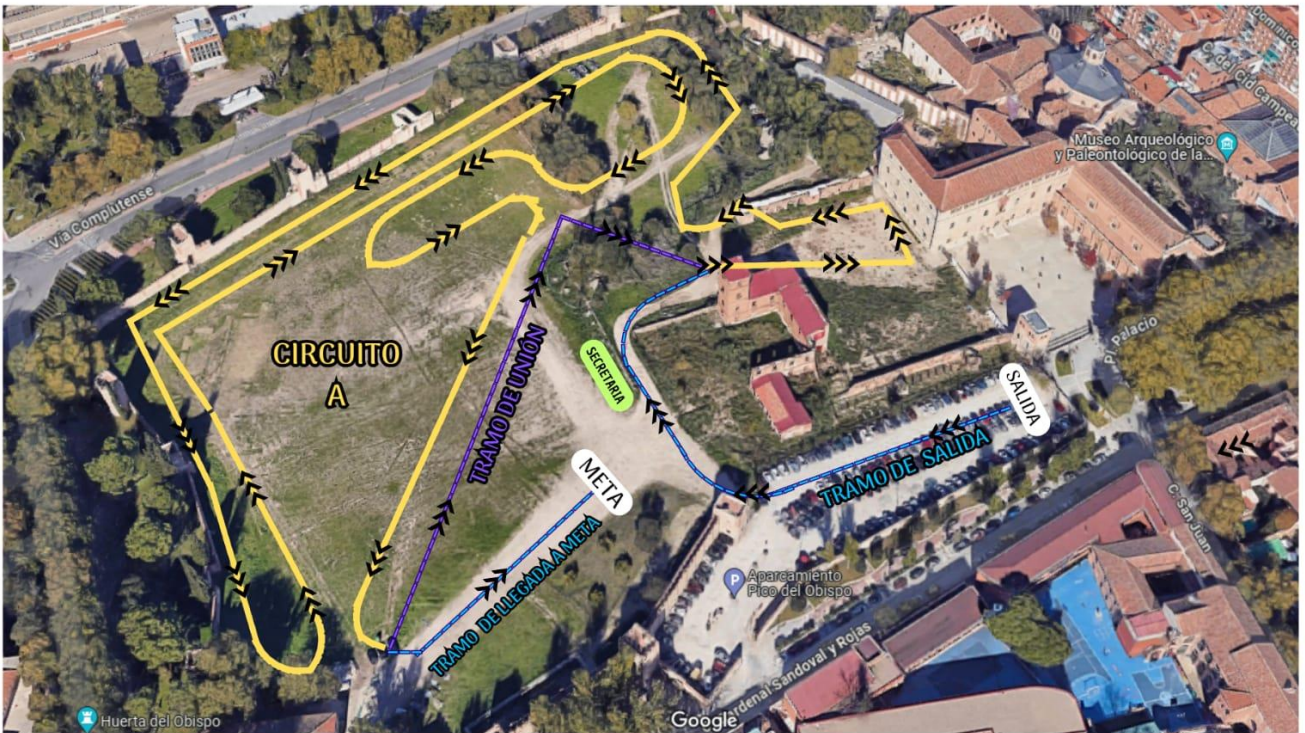 Dominico
C. del Cid Campea
Museo Arqueológico
y Paleontológico de la...
Vía Complutense
Pl. Palacio
CIRCUITO
A
TRAMO DE UNIÓN
SECRETARIA
SALIDA
TRAMO DE SALIDA
META
TRAMO DE LLEGADA A META
C. San Juan
P
Aparcamiento
Pico del Obispo
Cardenal Sandoval y Rojas
Huerta del Obispo
Google